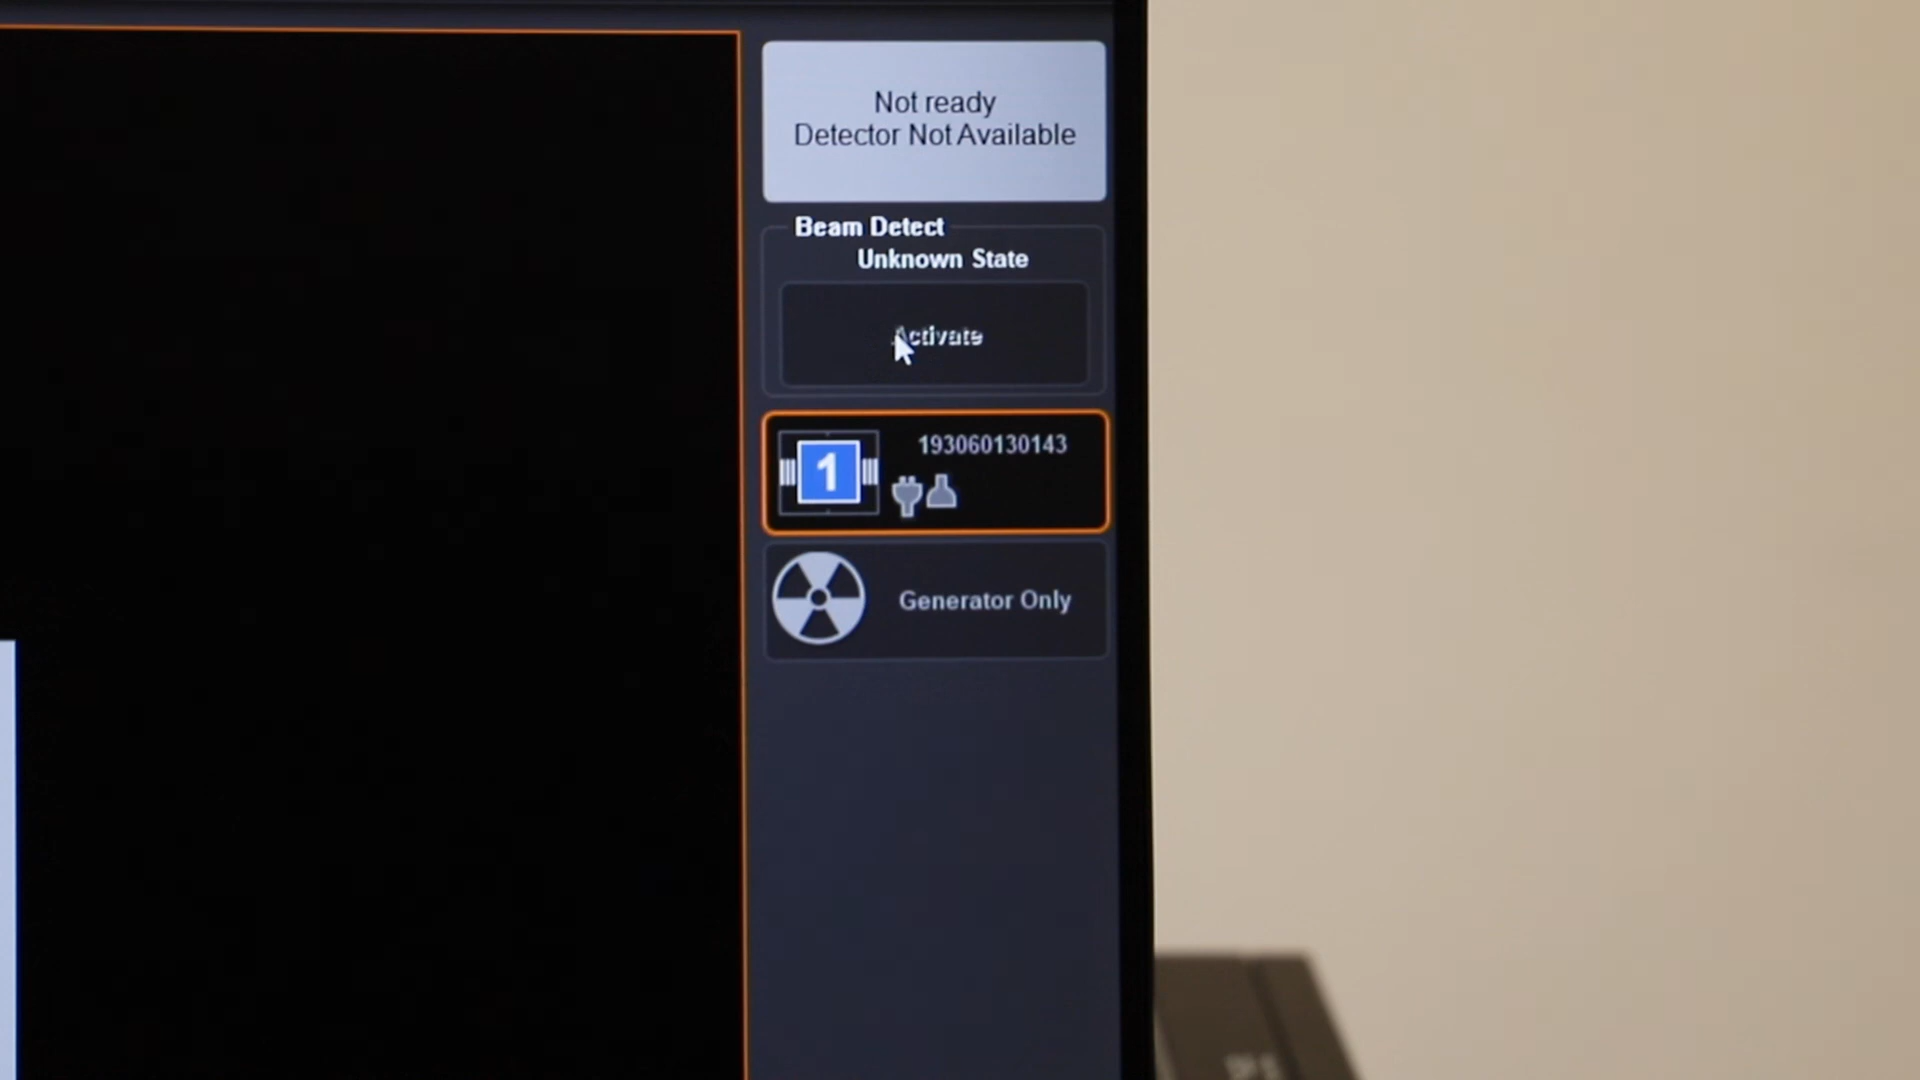 Not ready
Detector Not Available
Beam Detect
Unknown State
Activate
1
193060130143
Generator Only